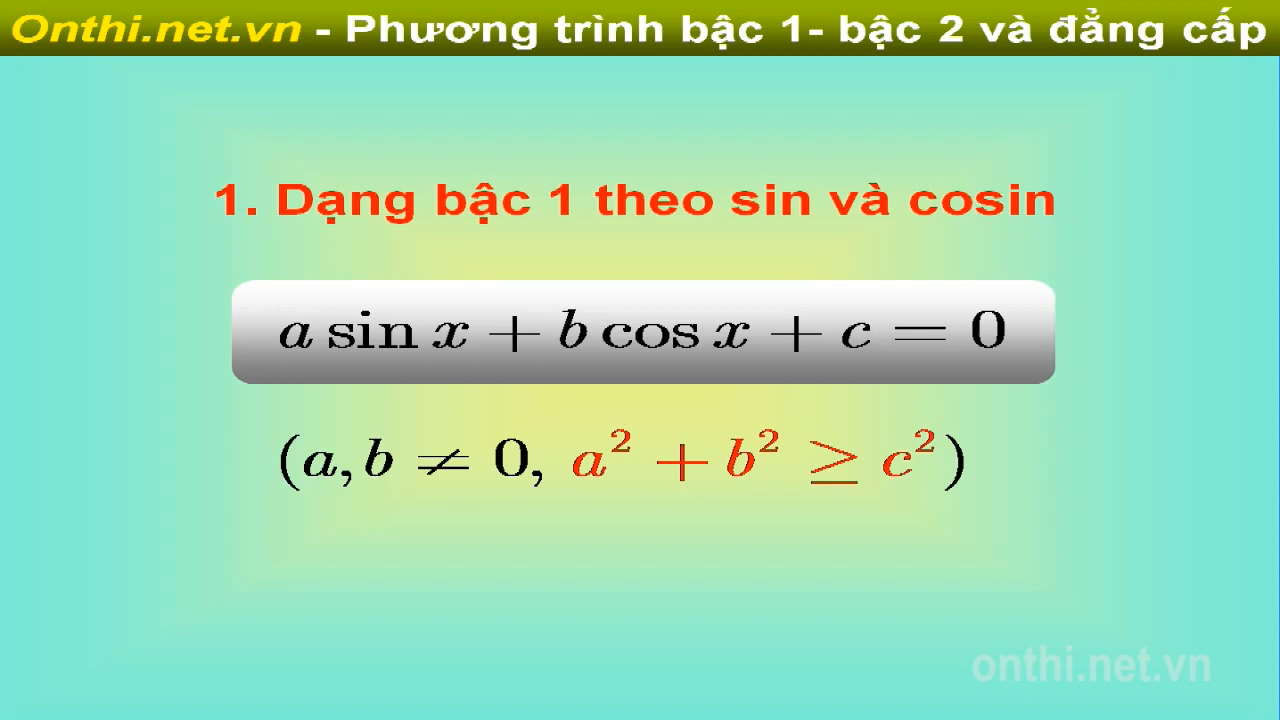 Onthi.net.vn - Phương trình bậc 1- bậc 2 và đẳng cấp
1. Dạng bậc 1 theo sin và cosin
a sin x + b cos x + c = 0
(a, b ≠ 0, a² + b² ≥ c²)
onthi.net.vn